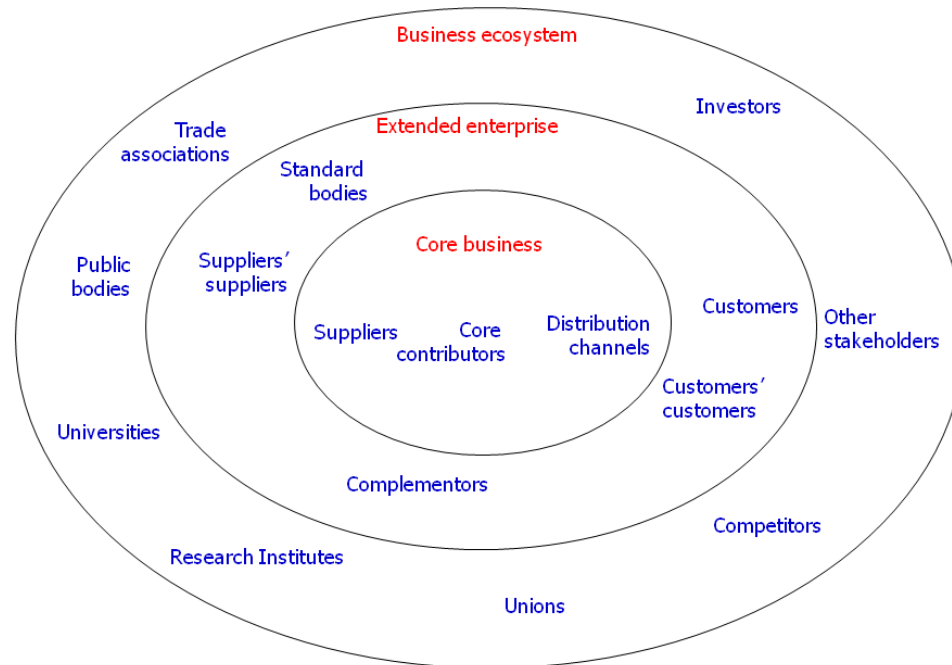 Business ecosystem
Investors
Trade
associations
Extended enterprise
Standard
bodies
Core business
Public
bodies
Suppliers’
suppliers
Customers
Other
stakeholders
Suppliers
Core
contributors
Distribution
channels
Customers’
customers
Universities
Complementors
Competitors
Research Institutes
Unions